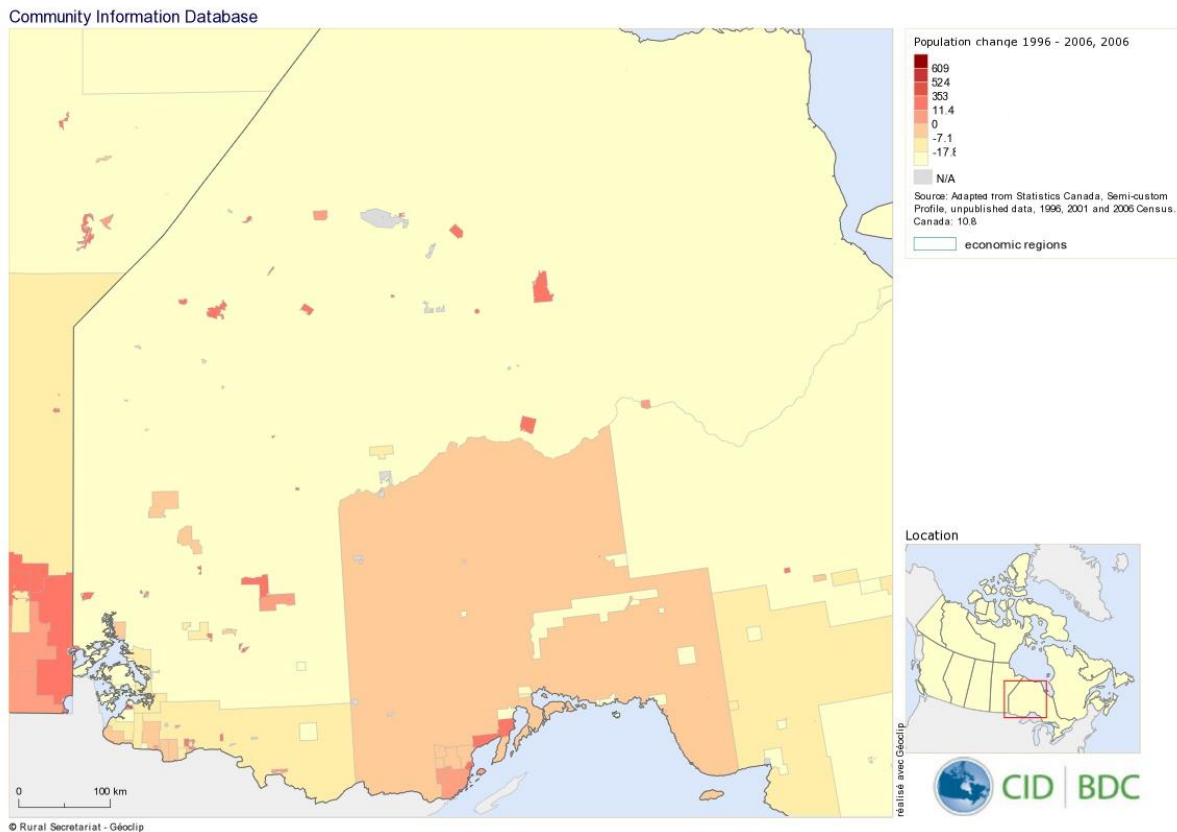 Community Information Database
Population change 1996 - 2006, 2006
609
524
353
11.4
0
-7.1
-17.8
N/A
Source: Adapted from Statistics Canada, Semi-custom
Profile, unpublished data, 1996, 2001 and 2006 Census.
Canada: 10.8
economic regions
Location
réalisé avec Géoclip
CID | BDC
0 100 km
© Rural Secretariat - Géoclip